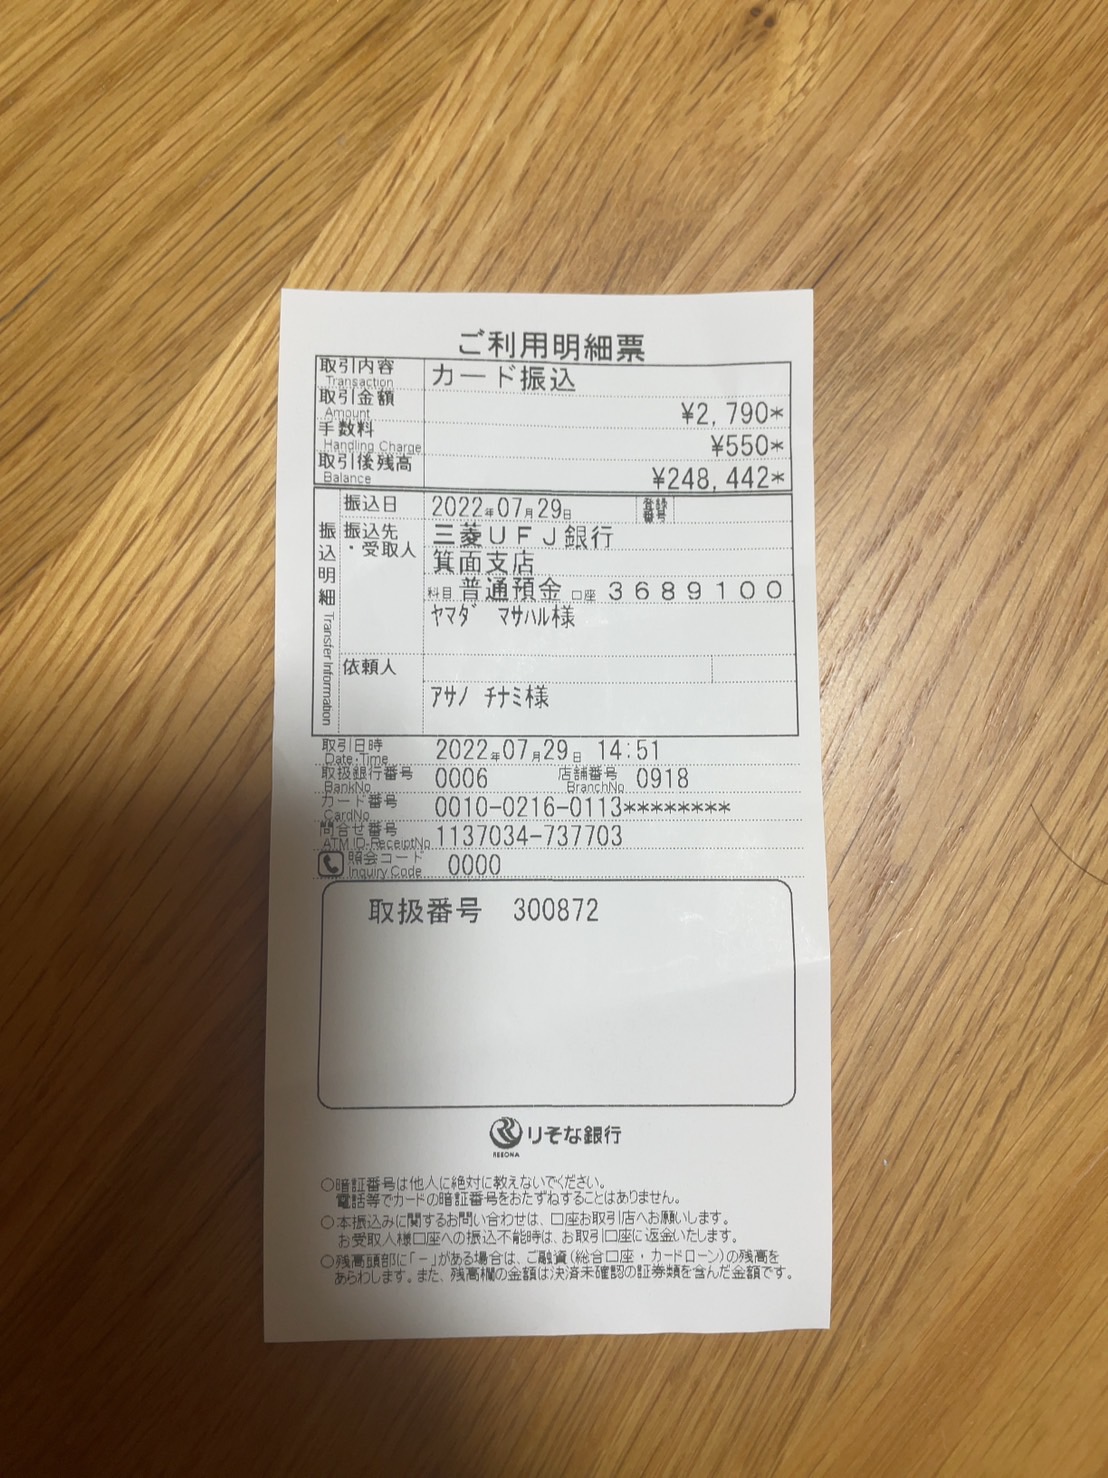 ご利用明細票
取引内容 Transaction カード振込
取引金額 Amount ¥2,790*
手数料 Handling Charge ¥550*
取引後残高 Balance ¥248,442*
振込明細 Transfer Information
振込日 2022年07月29日 登録番号
振込先・受取人 三菱UFJ銀行
箕面支店
科目 普通預金 口座 3689100
ヤマダ マサハル様
依頼人
アサノ チナミ様
取引日時 Date・Time 2022年07月29日 14:51
取扱銀行番号 BankNo 0006 店舗番号 BranchNo 0918
カード番号 CardNo 0010-0216-0113********
問合せ番号 ATM ID-ReceiptNo 1137034-737703
照会コード Inquiry Code 0000
取扱番号 300872
りそな銀行
RESONA
○暗証番号は他人に絶対に教えないでください。
電話等でカードの暗証番号をおたずねすることはありません。
○本振込みに関するお問い合わせは、口座お取引店へお願いします。
お受取人様口座への振込不能時は、お取引口座に返金いたします。
○残高頭部に「-」がある場合は、ご融資(総合口座・カードローン)の残高を
あらわします。また、残高欄の金額は決済未確認の証券類を含んだ金額です。